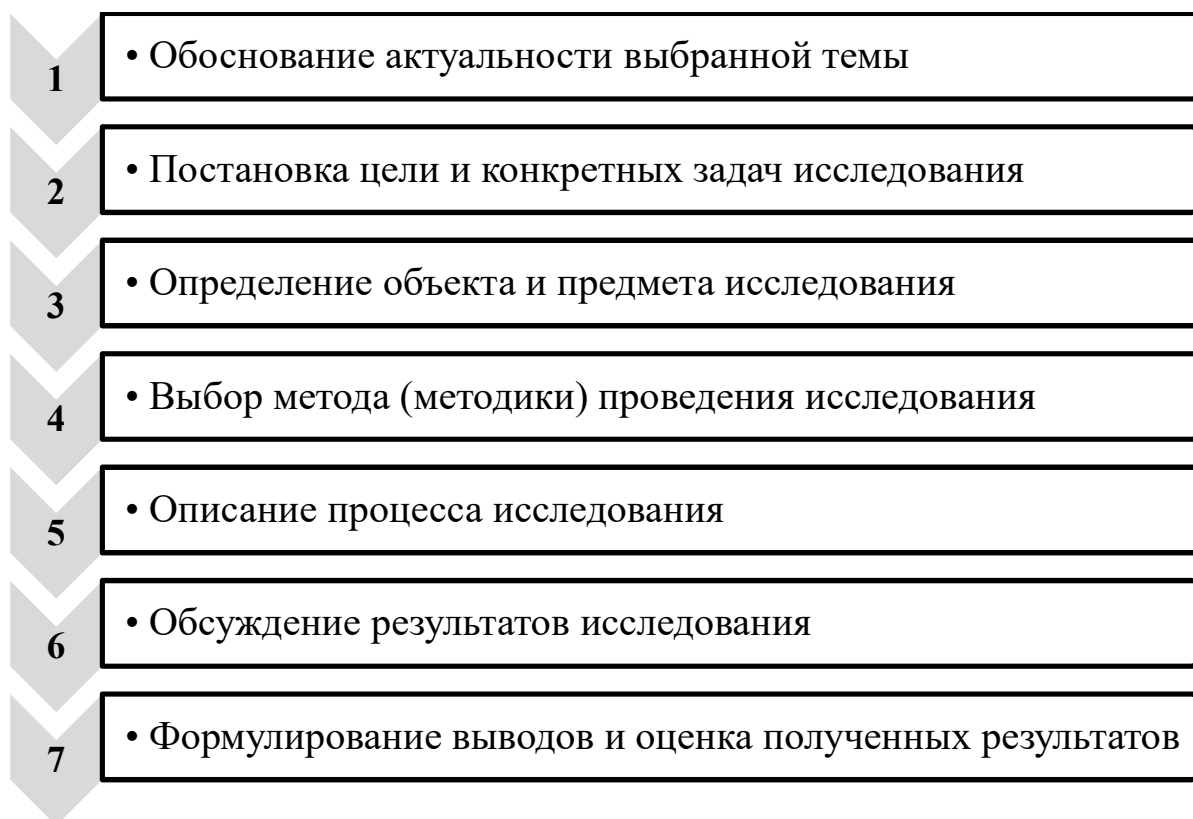 1
• Обоснование актуальности выбранной темы
2
• Постановка цели и конкретных задач исследования
3
• Определение объекта и предмета исследования
4
• Выбор метода (методики) проведения исследования
5
• Описание процесса исследования
6
• Обсуждение результатов исследования
7
• Формулирование выводов и оценка полученных результатов